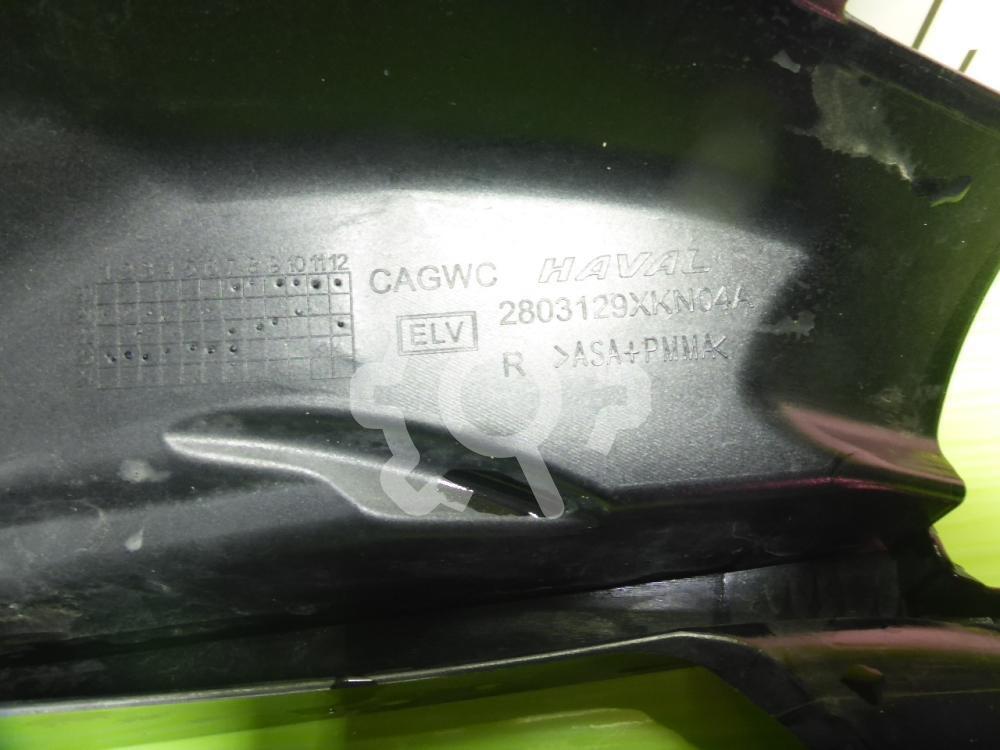 1 2 3 4 5 6 7 8 9 10 11 12
CAGWC HAVAL
ELV 2803129XKN04A
R >ASA+PMMA<